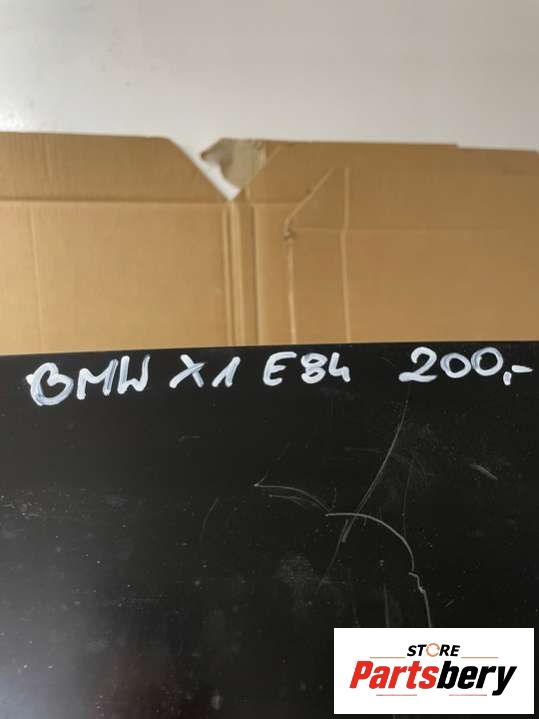 BMW X1 E84 200,-
STORE
Partsbery